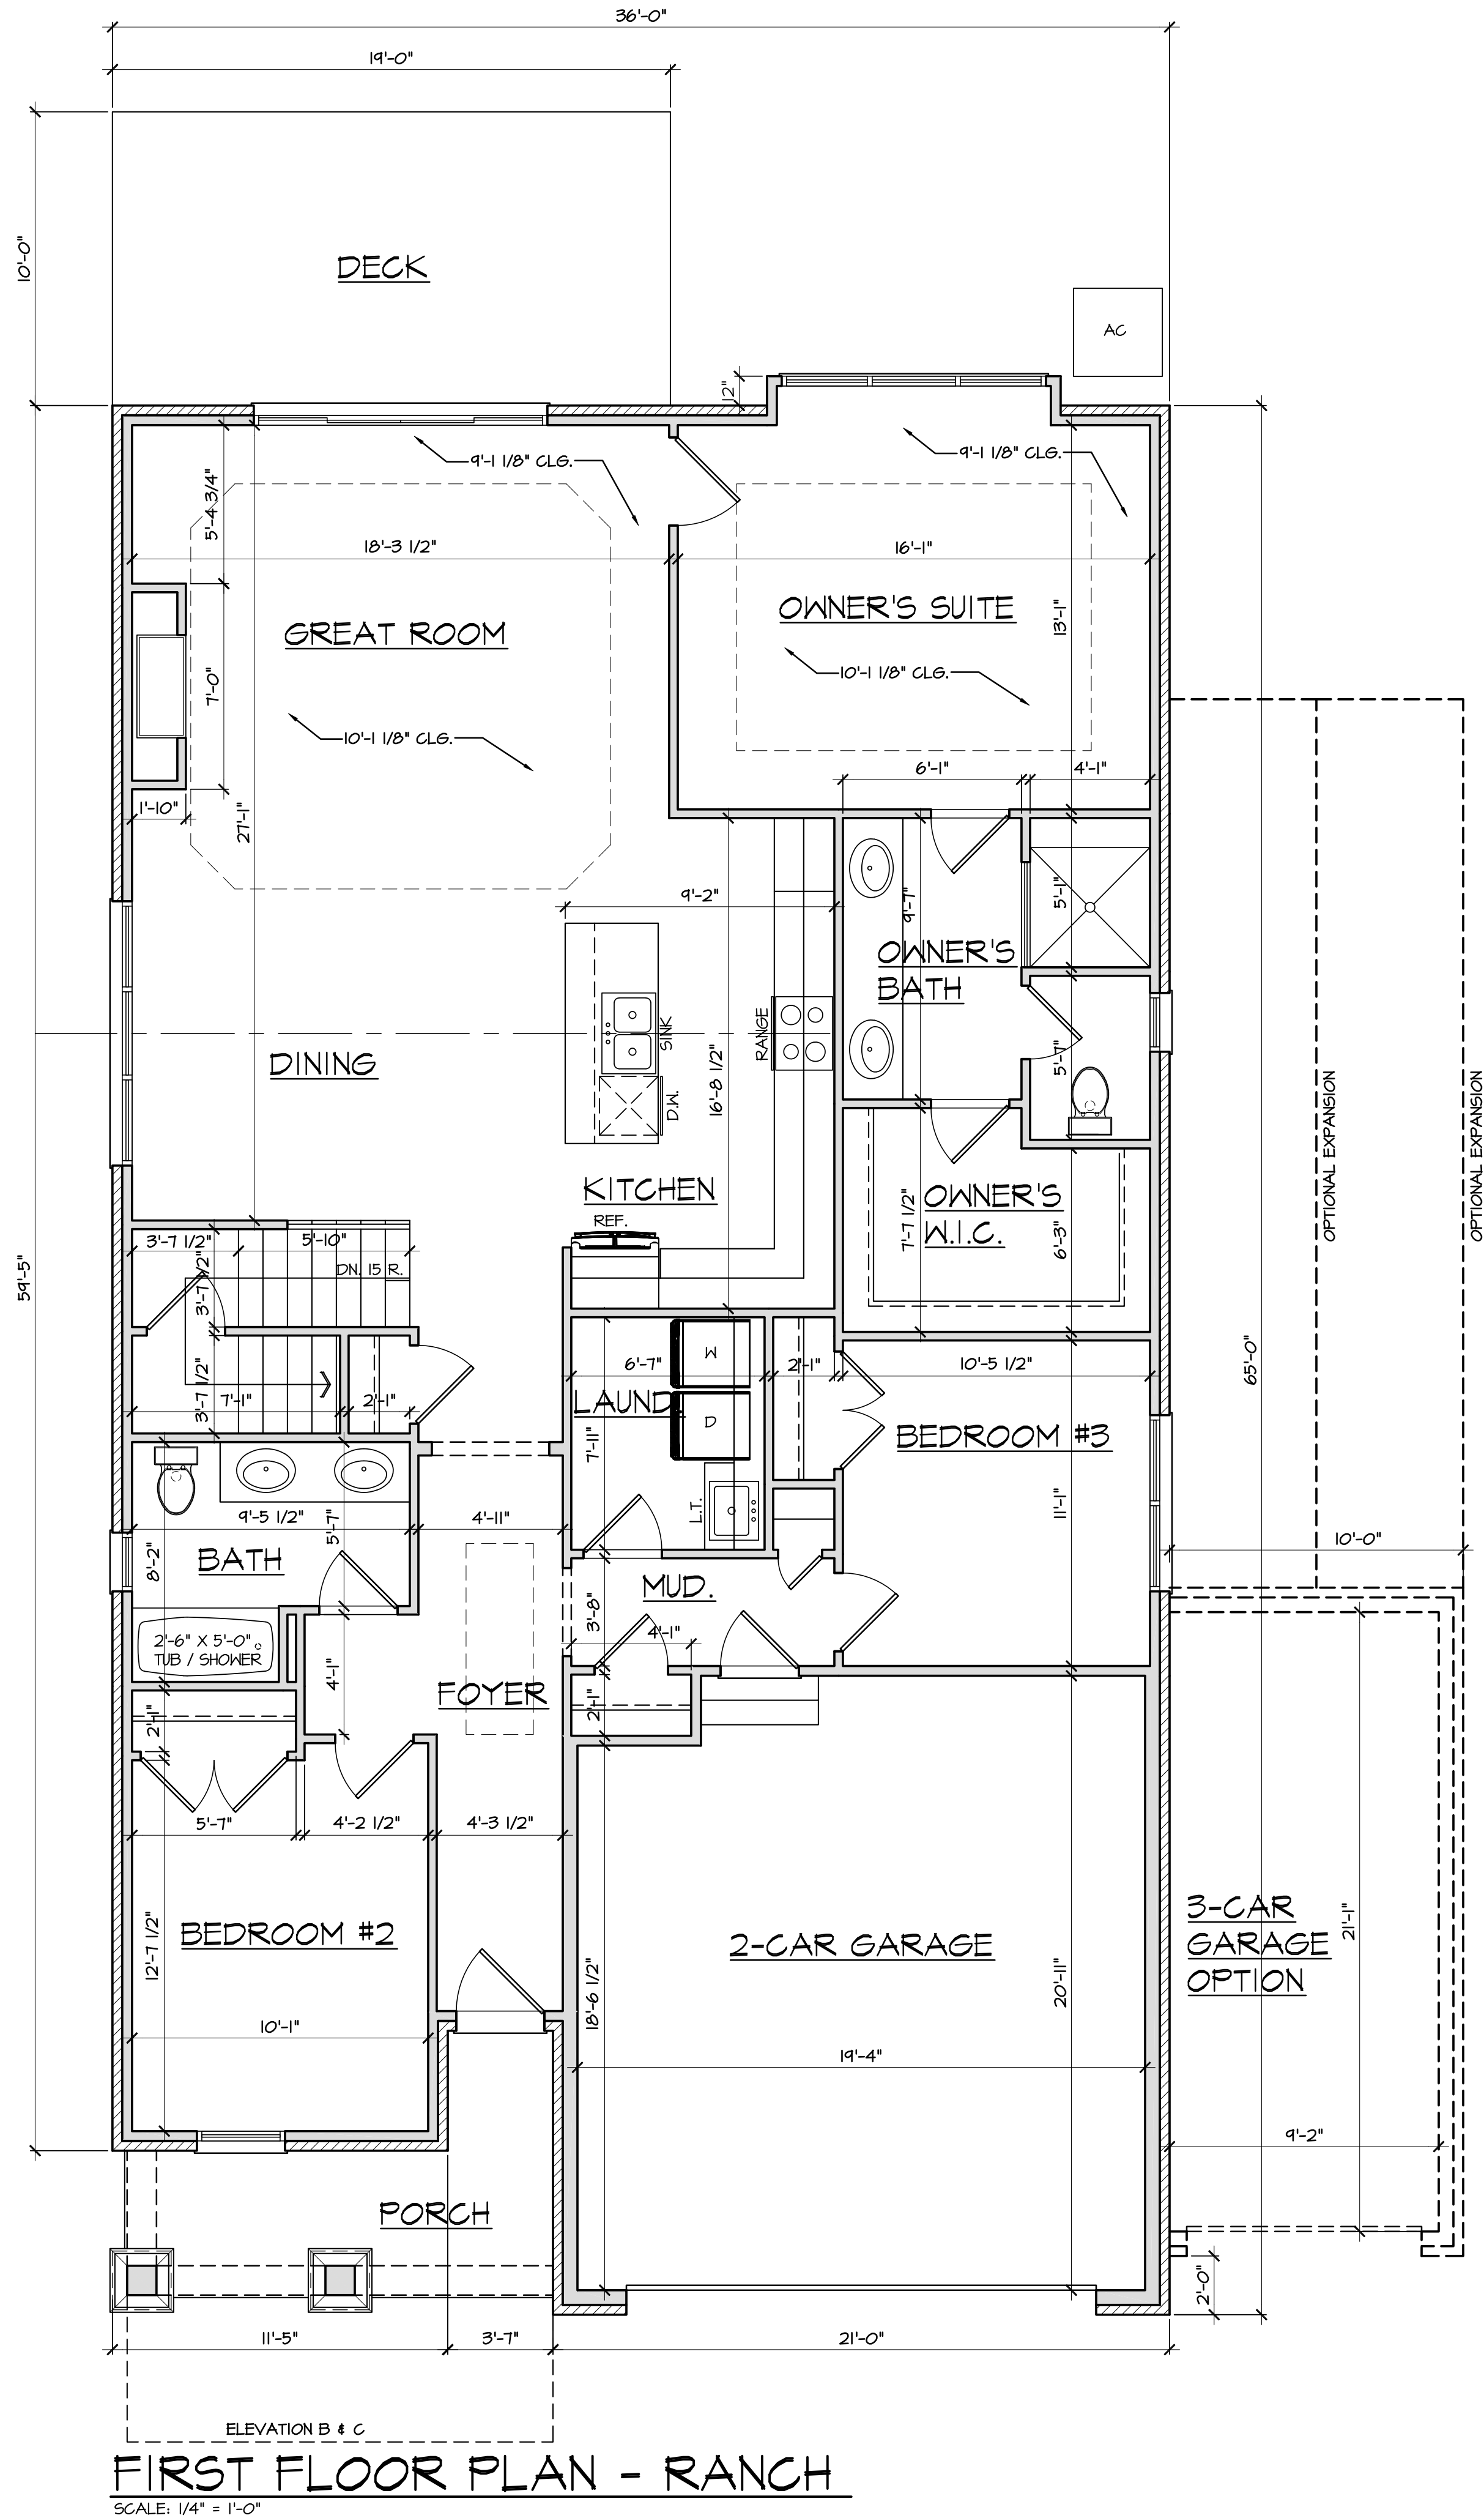 36'-0"
19'-0"
10'-0"
DECK
AC
12"
9'-1 1/8" CLG.
9'-1 1/8" CLG.
5'-4 3/4"
18'-3 1/2"
16'-1"
OWNER'S SUITE
13'-1"
GREAT ROOM
7'-0"
10'-1 1/8" CLG.
10'-1 1/8" CLG.
6'-1"
4'-1"
1'-10"
27'-1"
9'-2"
9'-7"
5'-1"
OWNER'S
BATH
SINK
RANGE
DINING
16'-8 1/2"
5'-7"
D.W.
OPTIONAL EXPANSION
OPTIONAL EXPANSION
KITCHEN
OWNER'S
W.I.C.
7'-7 1/2"
6'-3"
REF.
3'-7 1/2"
5'-10"
DN. 15 R.
3'-7 1/2"
59'-5"
65'-0"
W
6'-7"
2'-1"
10'-5 1/2"
3'-7 1/2"
7'-1"
2'-1"
LAUND.
D
BEDROOM #3
7'-11"
11'-1"
L.T.
9'-5 1/2"
5'-7"
4'-11"
10'-0"
8'-2"
BATH
MUD.
3'-8"
4'-1"
2'-6" X 5'-0"
TUB / SHOWER
4'-1"
FOYER
2'-1"
2'-1"
5'-7"
4'-2 1/2"
4'-3 1/2"
3-CAR
GARAGE
OPTION
21'-1"
BEDROOM #2
12'-7 1/2"
2-CAR GARAGE
18'-6 1/2"
20'-11"
10'-1"
19'-4"
9'-2"
PORCH
2'-0"
11'-5"
3'-7"
21'-0"
ELEVATION B & C
FIRST FLOOR PLAN - RANCH
SCALE: 1/4" = 1'-0"